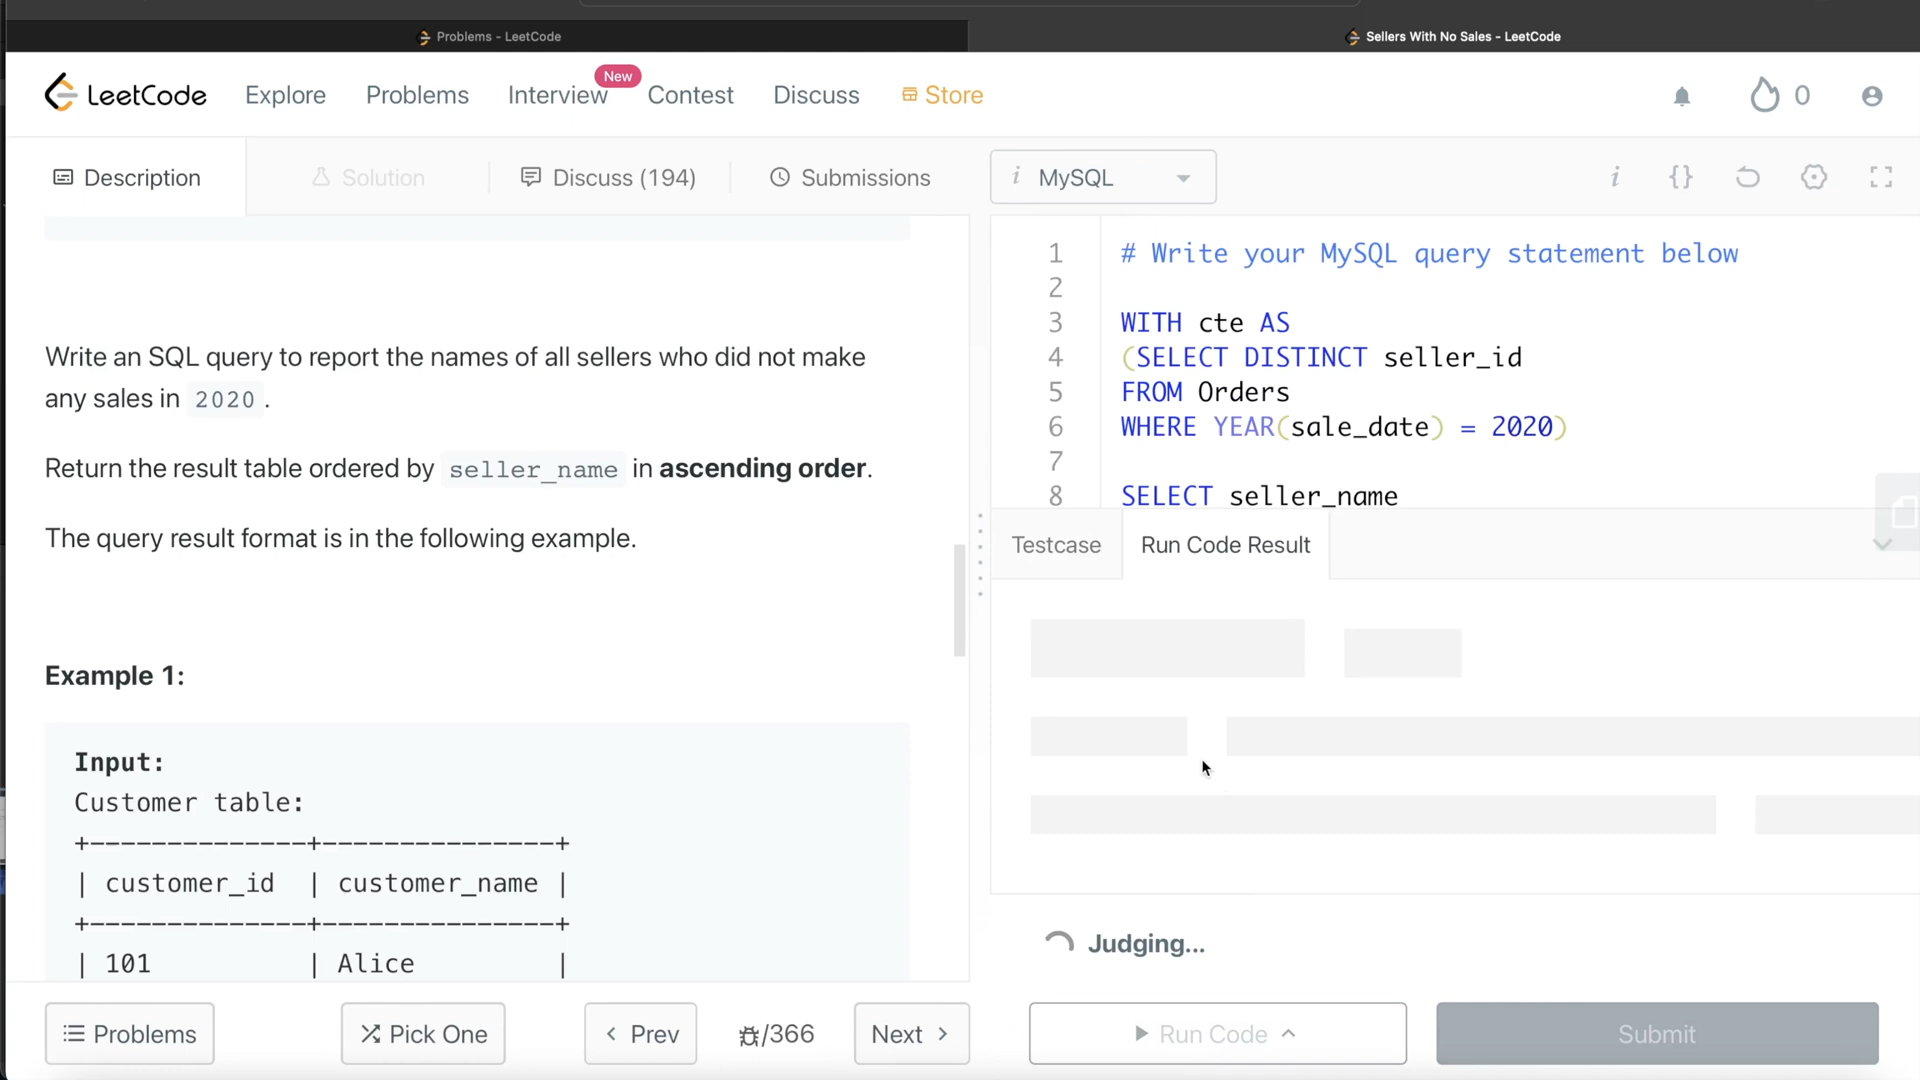 Problems - LeetCode
Sellers With No Sales - LeetCode
LeetCode
Explore
Problems
Interview
New
Contest
Discuss
Store
0
Description
Solution
Discuss (194)
Submissions
i MySQL
i {}
Write an SQL query to report the names of all sellers who did not make
any sales in 2020 .
Return the result table ordered by seller_name in ascending order.
The query result format is in the following example.
Example 1:
Input:
Customer table:
+--------------+---------------+
| customer_id  | customer_name |
+--------------+---------------+
| 101          | Alice         |
1 # Write your MySQL query statement below
2
3 WITH cte AS
4 (SELECT DISTINCT seller_id
5 FROM Orders
6 WHERE YEAR(sale_date) = 2020)
7
8 SELECT seller_name
Testcase
Run Code Result
Judging...
Problems
Pick One
Prev
/366
Next
Run Code
Submit